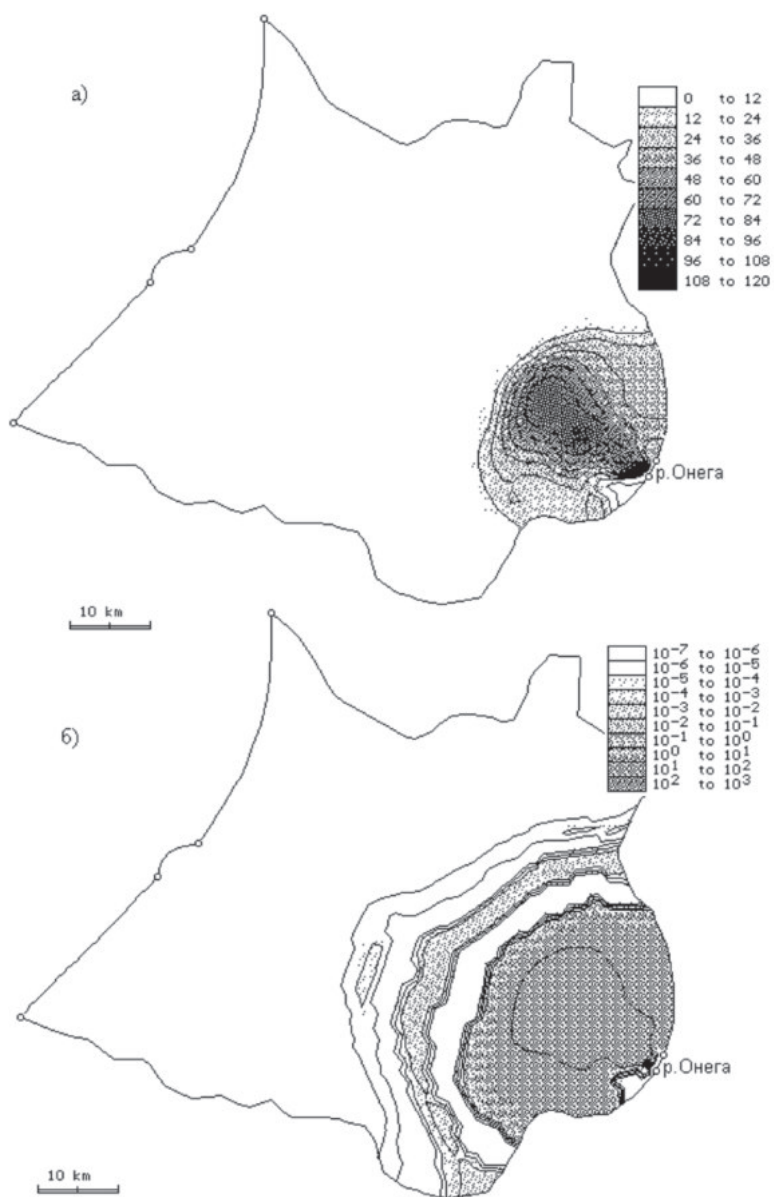 а)
0 to 12
12 to 24
24 to 36
36 to 48
48 to 60
60 to 72
72 to 84
84 to 96
96 to 108
108 to 120
р.Онега
10 km
б)
10⁻⁷ to 10⁻⁶
10⁻⁶ to 10⁻⁵
10⁻⁵ to 10⁻⁴
10⁻⁴ to 10⁻³
10⁻³ to 10⁻²
10⁻² to 10⁻¹
10⁻¹ to 10⁰
10⁰ to 10¹
10¹ to 10²
10² to 10³
р.Онега
10 km